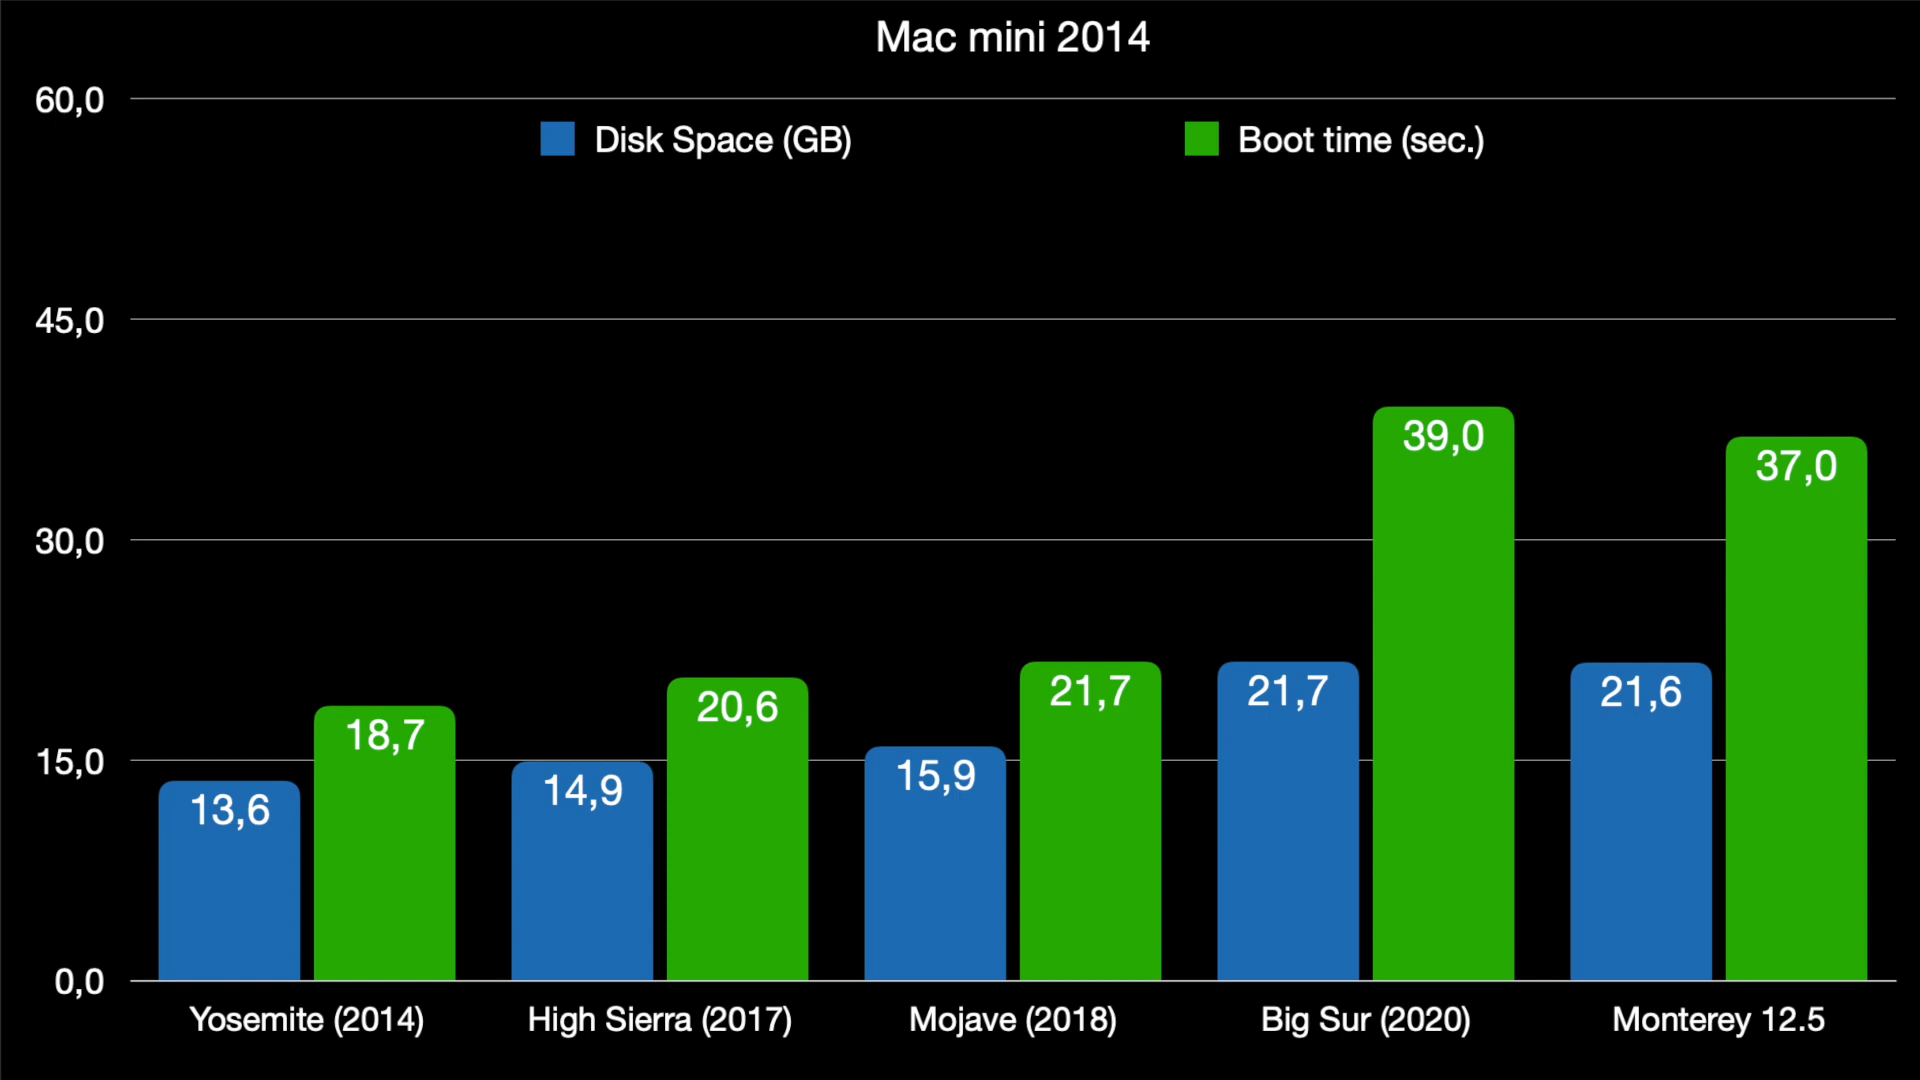 Mac mini 2014
60,0
Disk Space (GB)
Boot time (sec.)
45,0
30,0
15,0
0,0
13,6
18,7
14,9
20,6
15,9
21,7
21,7
39,0
21,6
37,0
Yosemite (2014)
High Sierra (2017)
Mojave (2018)
Big Sur (2020)
Monterey 12.5